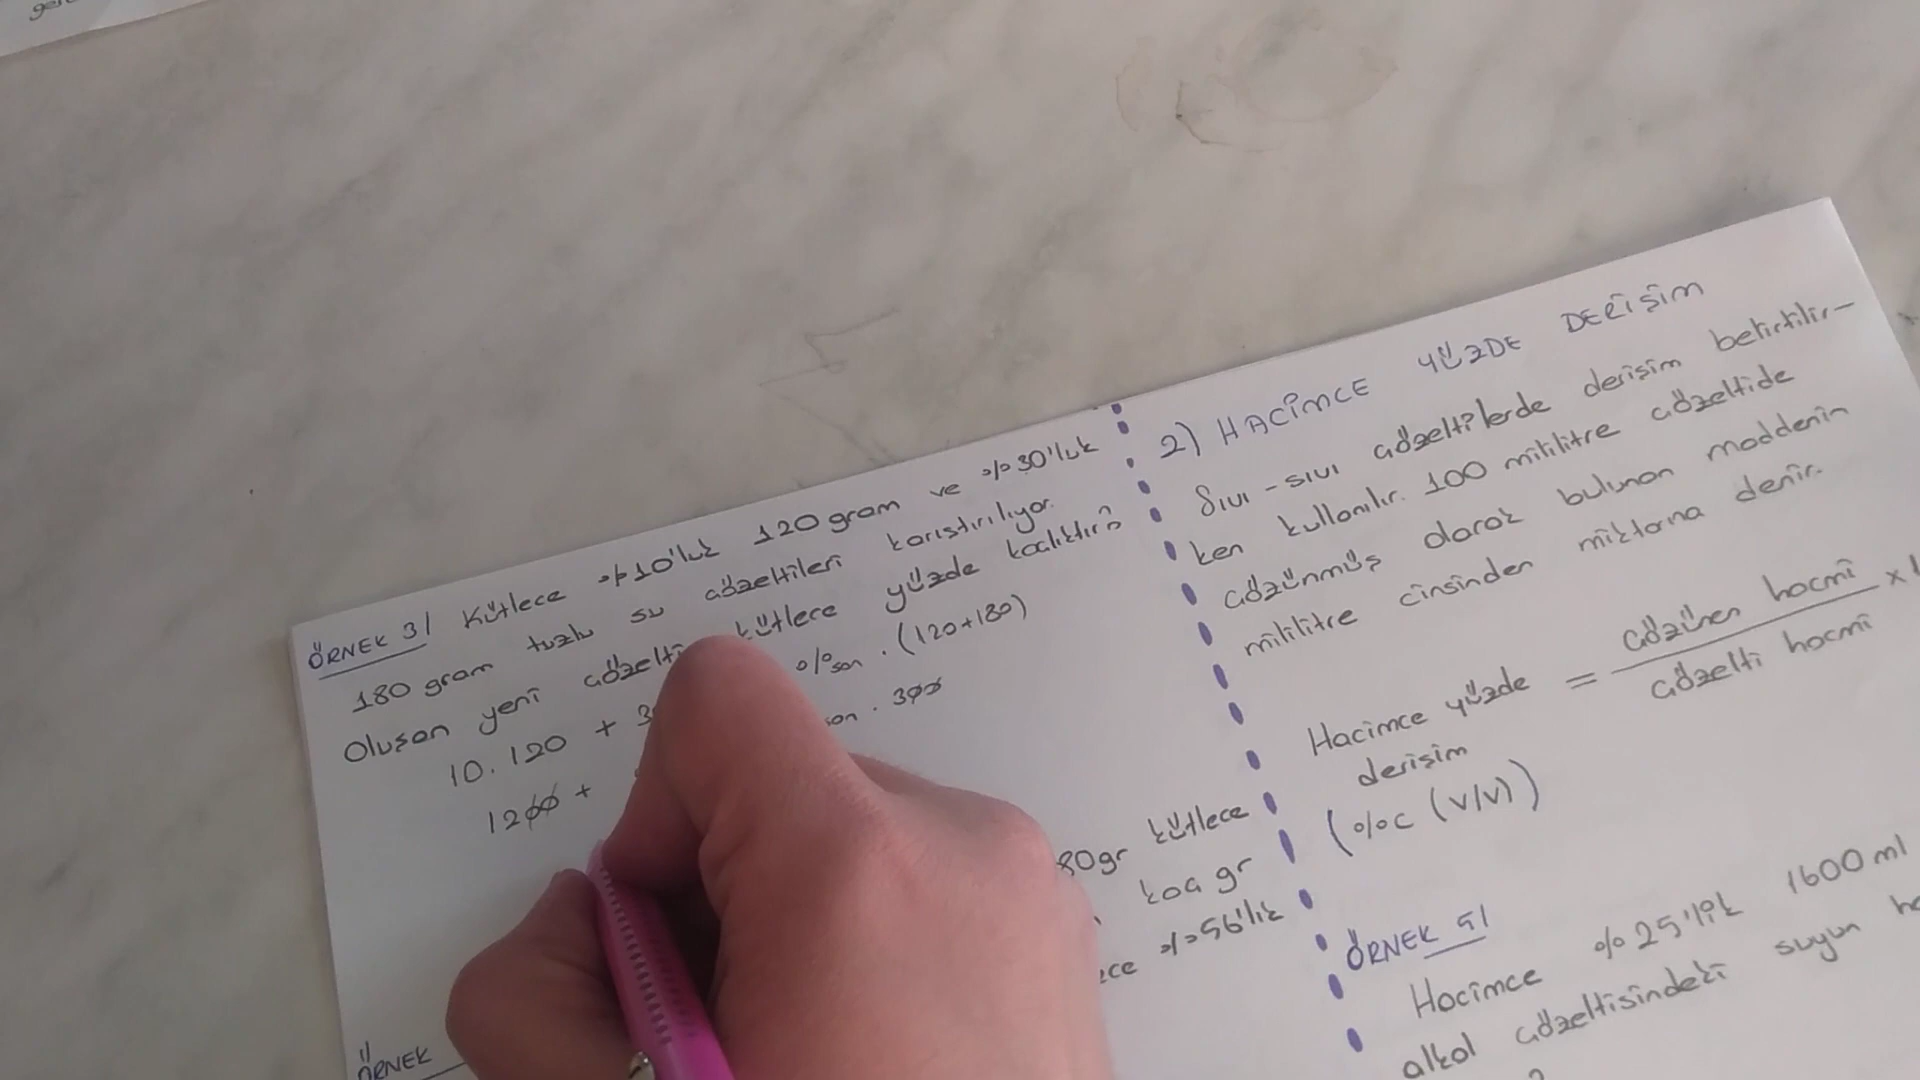 ÖRNEK 3/ Kütlece %10'luk 120 gram ve %30'luk
180 gram tuzlu su çözeltileri karıştırılıyor.
Oluşan yeni çözelti kütlece yüzde kaçlıktır?
10.120 + 3 %son . (120+180)
1200 + son . 300
80gr kütlece
kaç gr
%56'lık
ÖRNEK
2) HACİMCE YÜZDE DERİŞİM
Sıvı-sıvı çözeltilerde derişim belirtilir-
ken kullanılır. 100 mililitre çözeltide
çözünmüş olarak bulunan maddenin
mililitre cinsinden miktarına denir.
Hacimce yüzde = çözünen hacmi
derişim çözelti hacmi
(%C (V/V))
ÖRNEK 5/
Hacimce %25'lik 1600 ml
alkol çözeltisindeki suyun